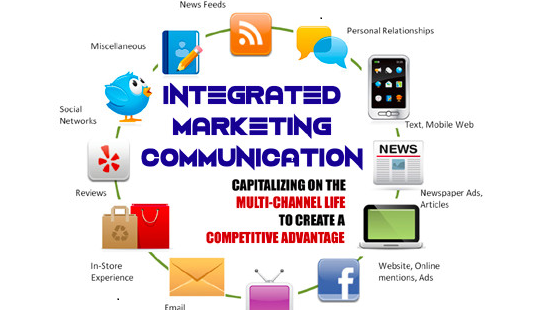 News Feeds
Personal Relationships
Miscellaneous
INTEGRATED
MARKETING
COMMUNICATION
Social
Networks
Text, Mobile Web
NEWS
CAPITALIZING ON THE
MULTI-CHANNEL LIFE
TO CREATE A
COMPETITIVE ADVANTAGE
Reviews
Newspaper Ads,
Articles
In-Store
Experience
Website, Online
mentions, Ads
Email